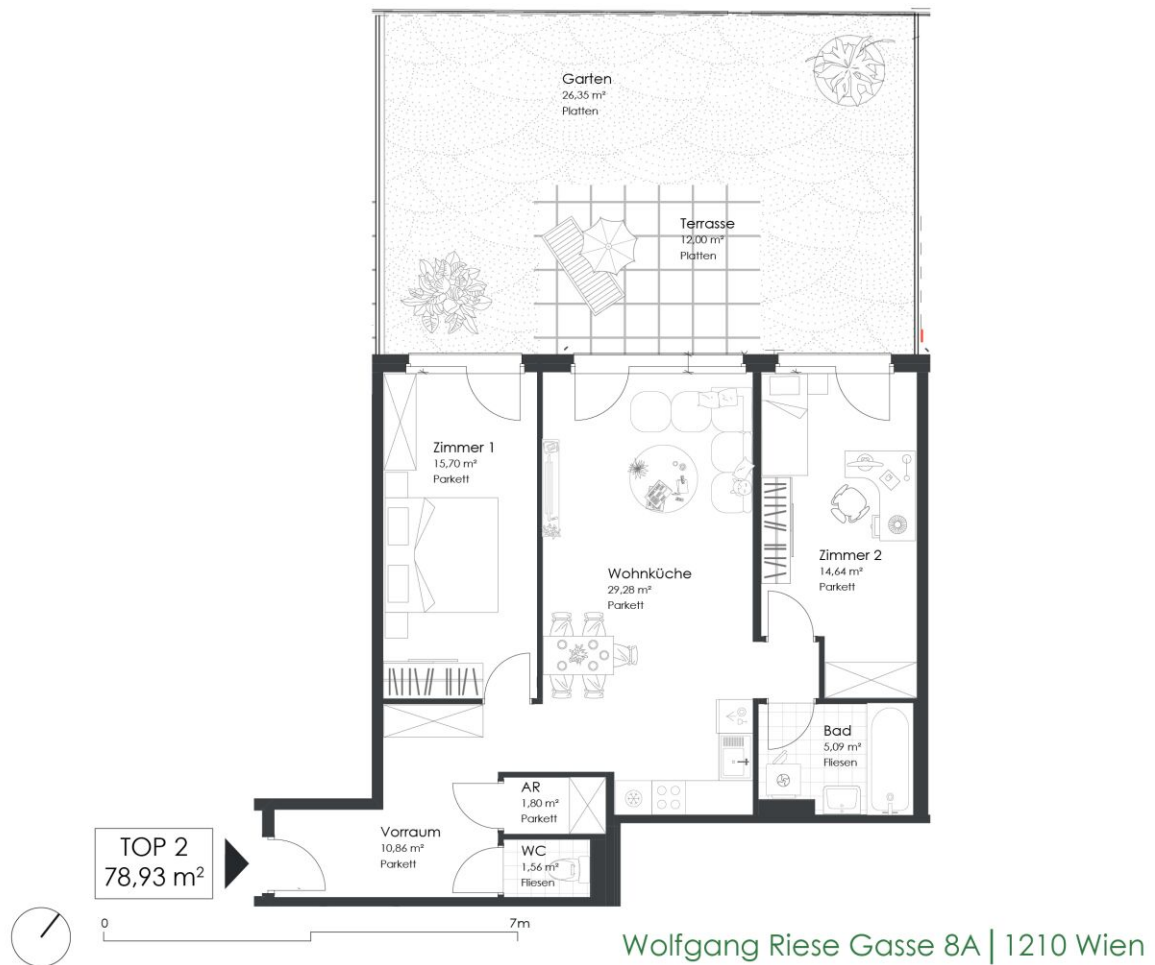 Garten
26,35 m²
Platten
Terrasse
12,00 m²
Platten
Zimmer 1
15,70 m²
Parkett
Wohnküche
29,28 m²
Parkett
Zimmer 2
14,64 m²
Parkett
Bad
5,09 m²
Fliesen
AR
1,80 m²
Parkett
Vorraum
10,86 m²
Parkett
WC
1,56 m²
Fliesen
TOP 2
78,93 m²
0 7m
Wolfgang Riese Gasse 8A | 1210 Wien